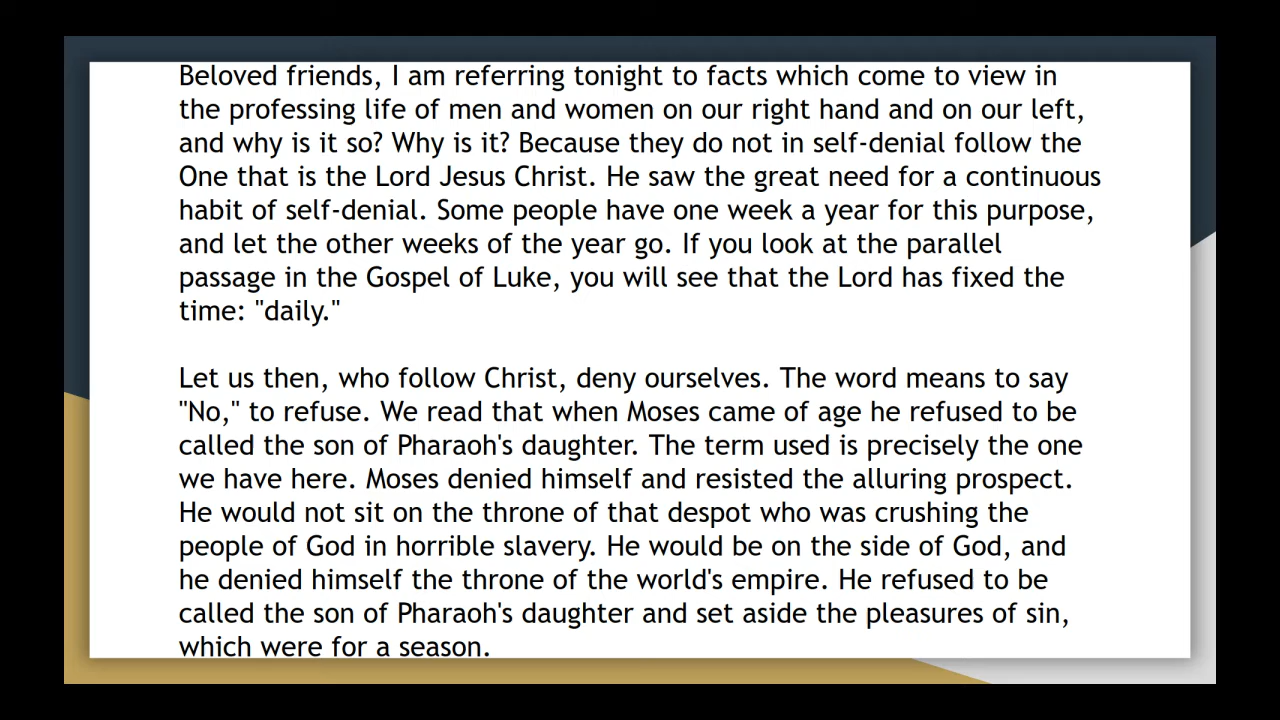 Beloved friends, I am referring tonight to facts which come to view in
the professing life of men and women on our right hand and on our left,
and why is it so? Why is it? Because they do not in self-denial follow the
One that is the Lord Jesus Christ. He saw the great need for a continuous
habit of self-denial. Some people have one week a year for this purpose,
and let the other weeks of the year go. If you look at the parallel
passage in the Gospel of Luke, you will see that the Lord has fixed the
time: "daily."
Let us then, who follow Christ, deny ourselves. The word means to say
"No," to refuse. We read that when Moses came of age he refused to be
called the son of Pharaoh's daughter. The term used is precisely the one
we have here. Moses denied himself and resisted the alluring prospect.
He would not sit on the throne of that despot who was crushing the
people of God in horrible slavery. He would be on the side of God, and
he denied himself the throne of the world's empire. He refused to be
called the son of Pharaoh's daughter and set aside the pleasures of sin,
which were for a season.